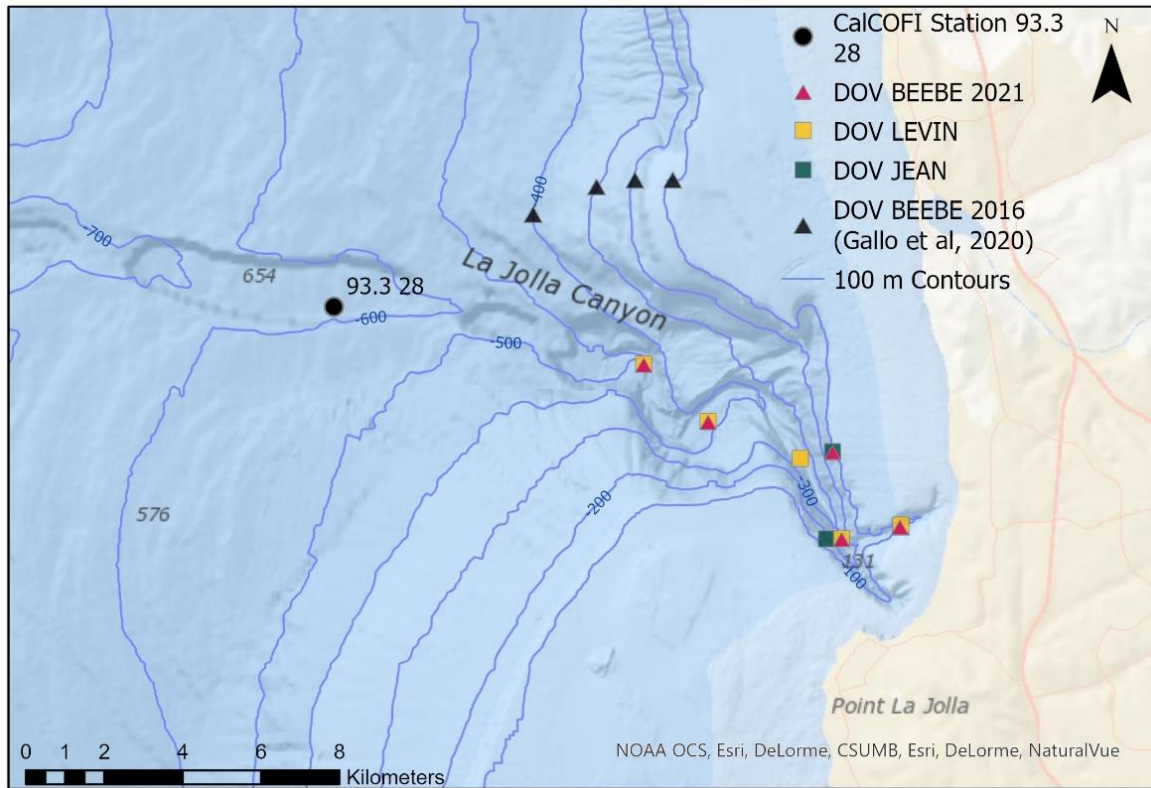 CalCOFI Station 93.3
28
DOV BEEBE 2021
DOV LEVIN
DOV JEAN
DOV BEEBE 2016
(Gallo et al, 2020)
100 m Contours
N
-400
-700
654
La Jolla Canyon
93.3 28
-600
-500
-300
-200
576
131
-100
Point La Jolla
0 1 2 4 6 8
Kilometers
NOAA OCS, Esri, DeLorme, CSUMB, Esri, DeLorme, NaturalVue